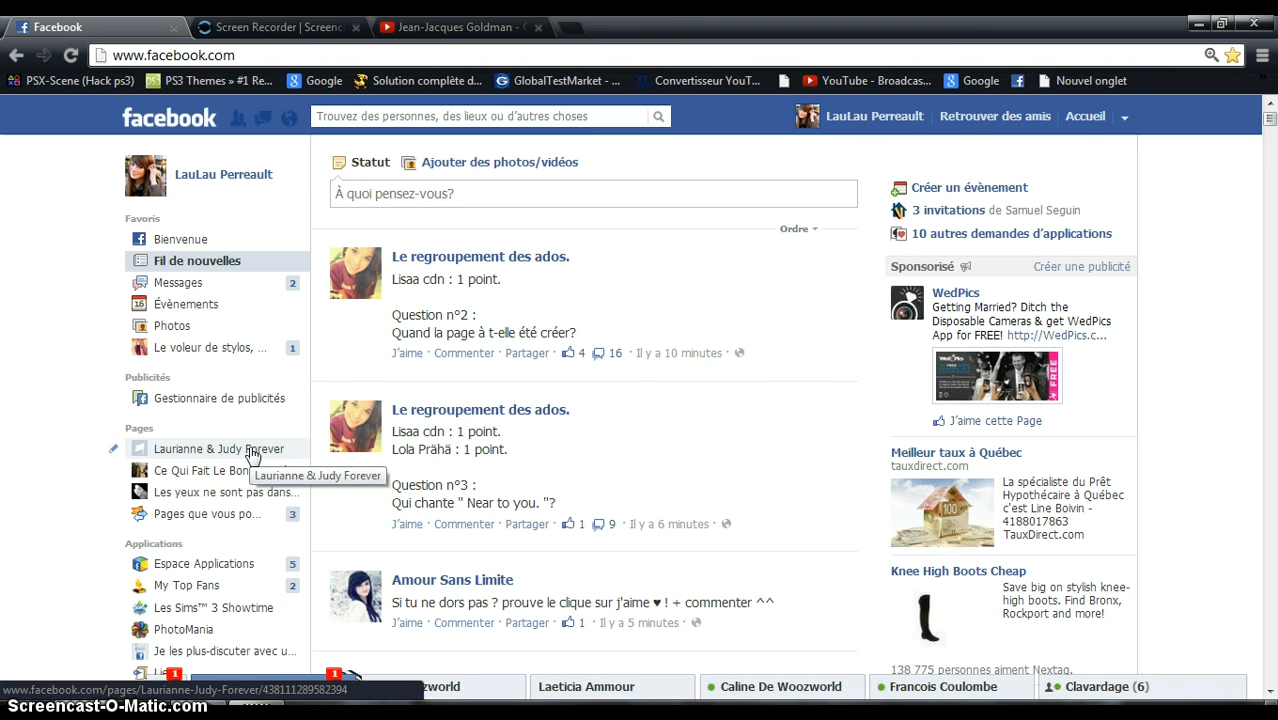 Facebook
Screen Recorder | Screenc
Jean-Jacques Goldman - C
www.facebook.com
PSX-Scene (Hack ps3)
PS3 Themes » #1 Re...
Google
Solution complète d...
GlobalTestMarket - ...
Convertisseur YouT...
YouTube - Broadcas...
Google
Nouvel onglet
facebook
Trouvez des personnes, des lieux ou d'autres choses
LauLau Perreault
Retrouver des amis
Accueil
LauLau Perreault
Favoris
Bienvenue
Fil de nouvelles
Messages 2
16 Évènements
Photos
Le voleur de stylos, ... 1
Publicités
Gestionnaire de publicités
Pages
Laurianne & Judy Forever
Ce Qui Fait Le Bon
Laurianne & Judy Forever
Les yeux ne sont pas dans...
Pages que vous po... 3
Applications
Espace Applications 5
My Top Fans 2
Les Sims™ 3 Showtime
PhotoMania
Je les plus-discuter avec u...
Statut
Ajouter des photos/vidéos
À quoi pensez-vous?
Ordre
Le regroupement des ados.
Lisaa cdn : 1 point.
Question n°2 :
Quand la page à t-elle été créer?
J'aime · Commenter · Partager · 4 16 · Il y a 10 minutes ·
Le regroupement des ados.
Lisaa cdn : 1 point.
Lola Prähä : 1 point.
Question n°3 :
Qui chante " Near to you. "?
J'aime · Commenter · Partager · 1 9 · Il y a 6 minutes ·
Amour Sans Limite
Si tu ne dors pas ? prouve le clique sur j'aime ♥ ! + commenter ^^
J'aime · Commenter · Partager · 1 · Il y a 5 minutes ·
Créer un évènement
3 invitations de Samuel Seguin
10 autres demandes d'applications
Sponsorisé
Créer une publicité
WedPics
Getting Married? Ditch the
Disposable Cameras & get WedPics
App for FREE! http://WedPics.c...
WedPics
FREE
J'aime cette Page
Meilleur taux à Québec
tauxdirect.com
100
La spécialiste du Prêt
Hypothécaire à Québec
c'est Line Boivin -
4188017863
TauxDirect.com
Knee High Boots Cheap
Save big on stylish knee-
high boots. Find Bronx,
Rockport and more!
138 775 personnes aiment Nextag.
1
1
www.facebook.com/pages/Laurianne-Judy-Forever/438111289582394
Laeticia Ammour
Caline De Woozworld
Francois Coulombe
Clavardage (6)
Screencast-O-Matic.com